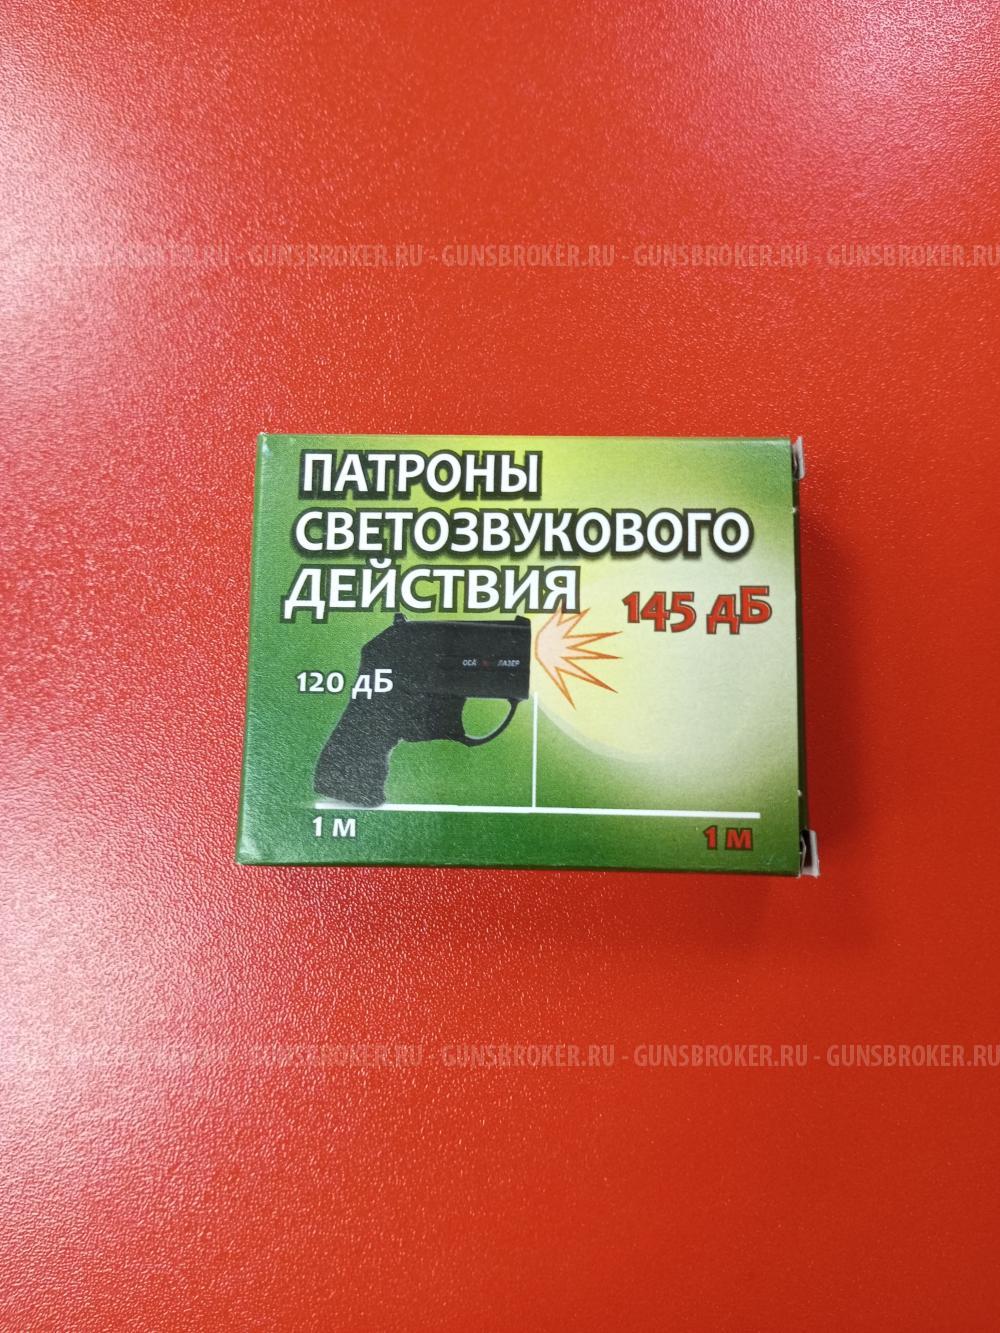 GUNSBROKER.RU - GUNSBROKER.RU - GUNSBROKER.RU - GUNSBROKER.RU
ПАТРОНЫ
СВЕТОЗВУКОВОГО
ДЕЙСТВИЯ
145 дБ
ОСА ЛАЗЕР
120 дБ
1 м
1 м
GUNSBROKER.RU - GUNSBROKER.RU - GUNSBROKER.RU - GUNSBROKER.RU